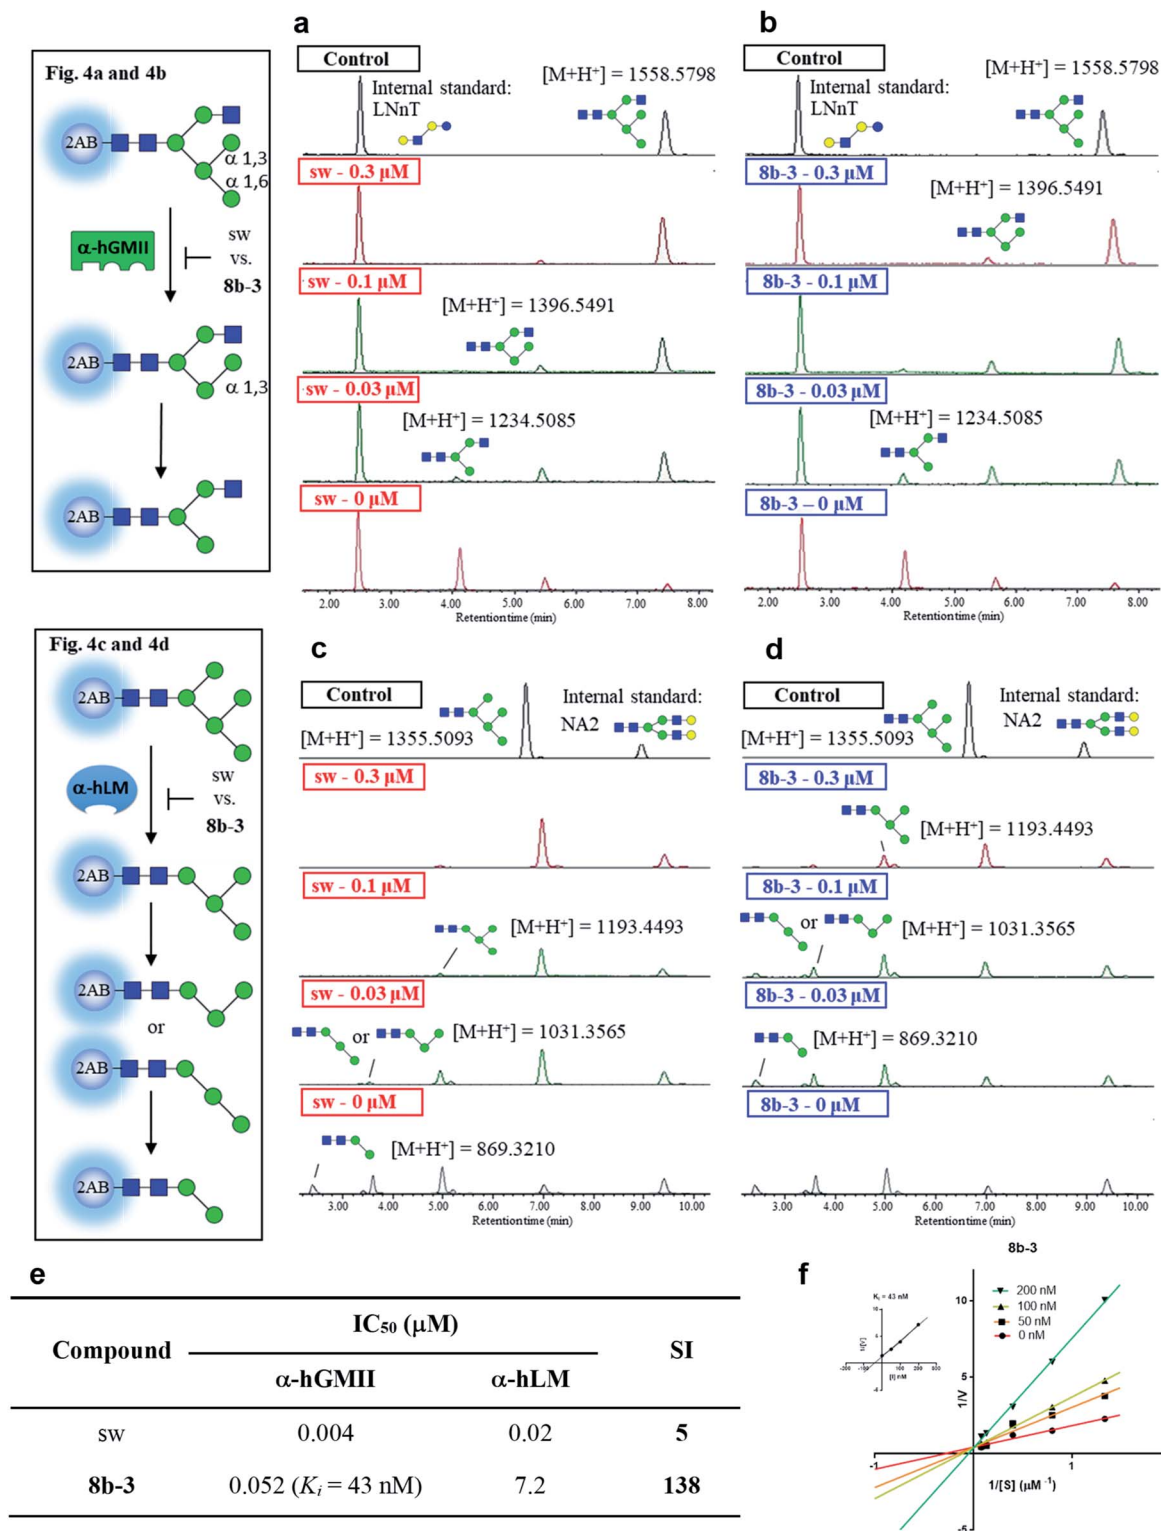 a
b
Fig. 4a and 4b
2AB
α 1,3
α 1,6
α-hGMII
sw
vs.
8b-3
2AB
α 1,3
2AB
Control
Internal standard:
LNnT
[M+H⁺] = 1558.5798
sw - 0.3 µM
sw - 0.1 µM
[M+H⁺] = 1396.5491
sw - 0.03 µM
[M+H⁺] = 1234.5085
sw - 0 µM
2.00 3.00 4.00 5.00 6.00 7.00 8.00
Retention time (min)
Control
Internal standard:
LNnT
[M+H⁺] = 1558.5798
8b-3 - 0.3 µM
[M+H⁺] = 1396.5491
8b-3 - 0.1 µM
8b-3 - 0.03 µM
[M+H⁺] = 1234.5085
8b-3 – 0 µM
2.00 3.00 4.00 5.00 6.00 7.00 8.00
Retention time (min)
Fig. 4c and 4d
2AB
α-hLM
sw
vs.
8b-3
2AB
2AB
or
2AB
2AB
c
Control
Internal standard:
NA2
[M+H⁺] = 1355.5093
sw - 0.3 µM
sw - 0.1 µM
[M+H⁺] = 1193.4493
sw - 0.03 µM
or
[M+H⁺] = 1031.3565
sw - 0 µM
[M+H⁺] = 869.3210
3.00 4.00 5.00 6.00 7.00 8.00 9.00 10.00
Retention time (min)
d
Control
Internal standard:
NA2
[M+H⁺] = 1355.5093
8b-3 - 0.3 µM
[M+H⁺] = 1193.4493
8b-3 - 0.1 µM
or
[M+H⁺] = 1031.3565
8b-3 - 0.03 µM
[M+H⁺] = 869.3210
8b-3 - 0 µM
3.00 4.00 5.00 6.00 7.00 8.00 9.00 10.00
Retention time (min)
e
Compound IC₅₀ (µM) SI
α-hGMII α-hLM
sw 0.004 0.02 5
8b-3 0.052 (Kᵢ = 43 nM) 7.2 138
f
8b-3
Kᵢ = 43 nM
1/[V]
[I] nM
200 nM
100 nM
50 nM
0 nM
10
5
-5
1/V
-1
1
1/[S] (µM⁻¹)